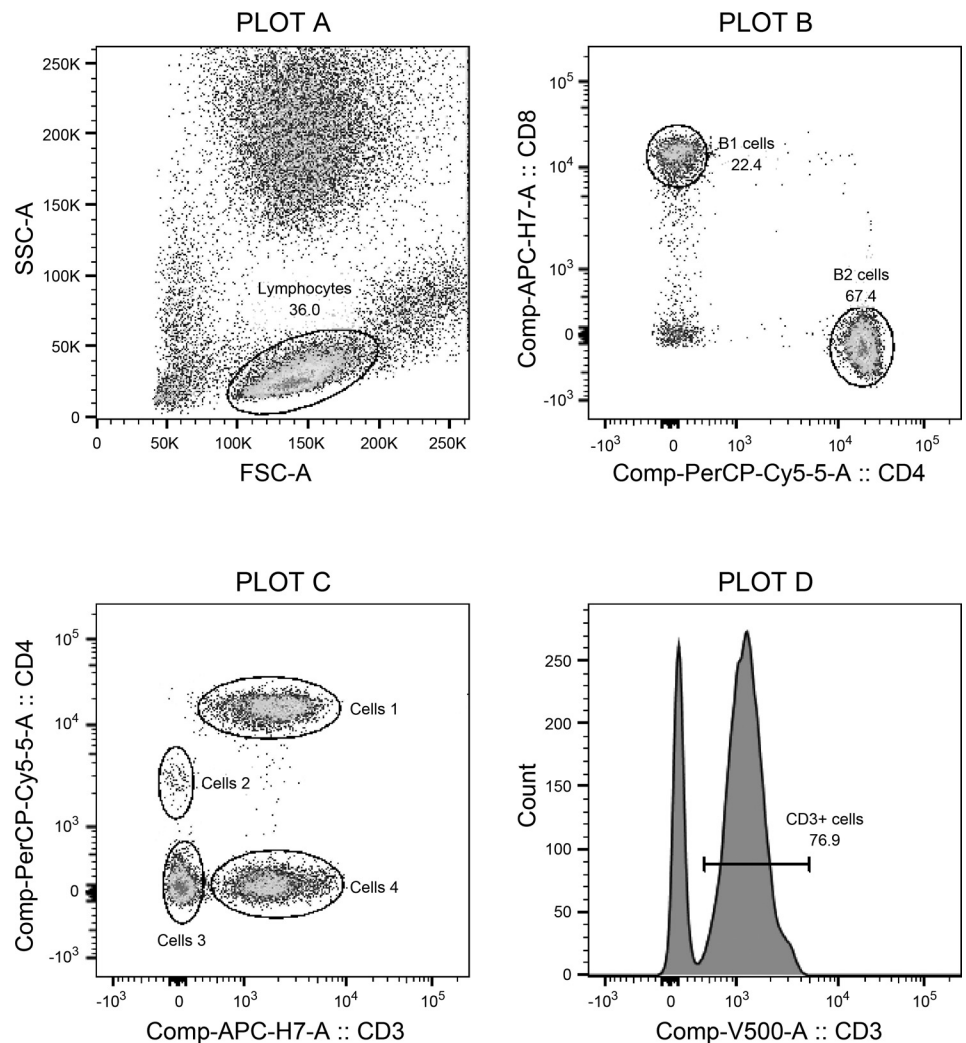 PLOT A
250K
200K
150K
100K
50K
0
SSC-A
Lymphocytes
36.0
0
50K
100K
150K
200K
250K
FSC-A
PLOT B
10^5
10^4
10^3
0
-10^3
Comp-APC-H7-A :: CD8
B1 cells
22.4
B2 cells
67.4
-10^3
0
10^3
10^4
10^5
Comp-PerCP-Cy5-5-A :: CD4
PLOT C
10^5
10^4
10^3
0
-10^3
Comp-PerCP-Cy5-5-A :: CD4
Cells 1
Cells 2
Cells 3
Cells 4
-10^3
0
10^3
10^4
10^5
Comp-APC-H7-A :: CD3
PLOT D
250
200
150
100
50
0
Count
CD3+ cells
76.9
-10^3
0
10^3
10^4
10^5
Comp-V500-A :: CD3